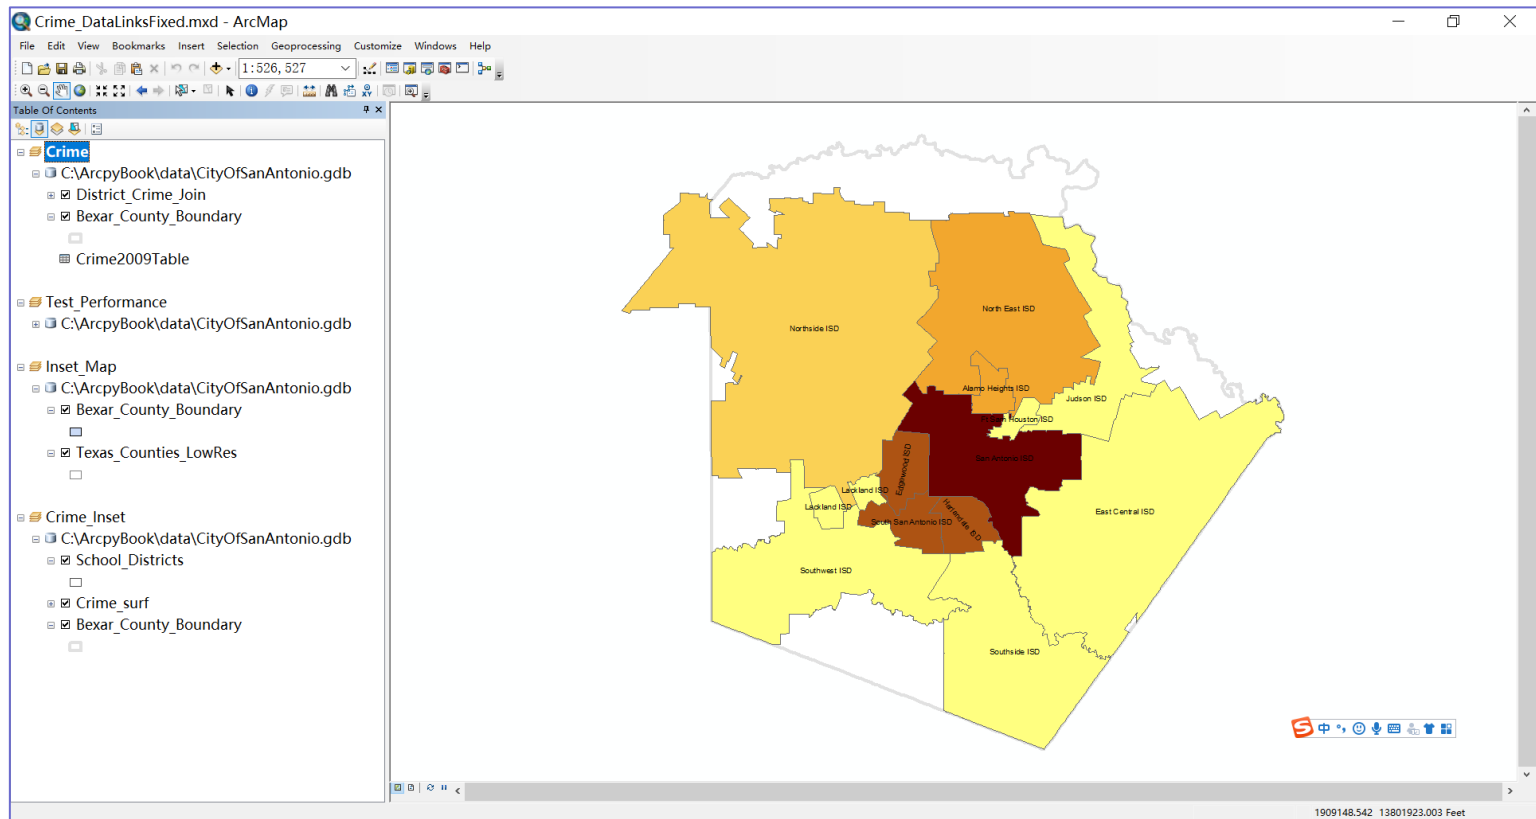 Crime_DataLinksFixed.mxd - ArcMap
File Edit View Bookmarks Insert Selection Geoprocessing Customize Windows Help
1:526,527
Table Of Contents
Crime
C:\ArcpyBook\data\CityOfSanAntonio.gdb
District_Crime_Join
Bexar_County_Boundary
Crime2009Table
Test_Performance
C:\ArcpyBook\data\CityOfSanAntonio.gdb
Inset_Map
C:\ArcpyBook\data\CityOfSanAntonio.gdb
Bexar_County_Boundary
Texas_Counties_LowRes
Crime_Inset
C:\ArcpyBook\data\CityOfSanAntonio.gdb
School_Districts
Crime_surf
Bexar_County_Boundary
North East ISD
Northside ISD
Alamo Heights ISD
Judson ISD
Houston ISD
San Antonio ISD
Edgewood ISD
Lackland ISD
Lackland ISD
East Central ISD
South San Antonio ISD
Harlandale ISD
Southwest ISD
Southside ISD
中
1909148.542 13801923.003 Feet